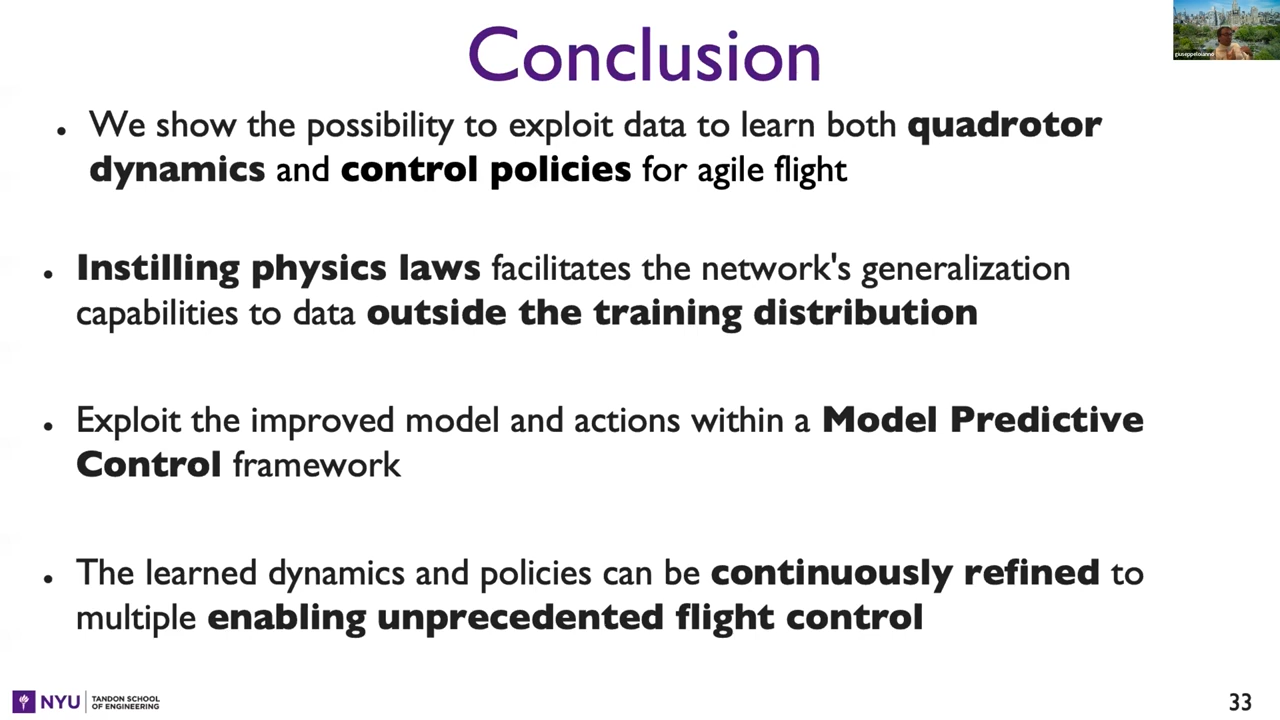 Conclusion
giuseppeloianno
• We show the possibility to exploit data to learn both quadrotor
dynamics and control policies for agile flight
• Instilling physics laws facilitates the network's generalization
capabilities to data outside the training distribution
• Exploit the improved model and actions within a Model Predictive
Control framework
• The learned dynamics and policies can be continuously refined to
multiple enabling unprecedented flight control
NYU
TANDON SCHOOL
OF ENGINEERING
33